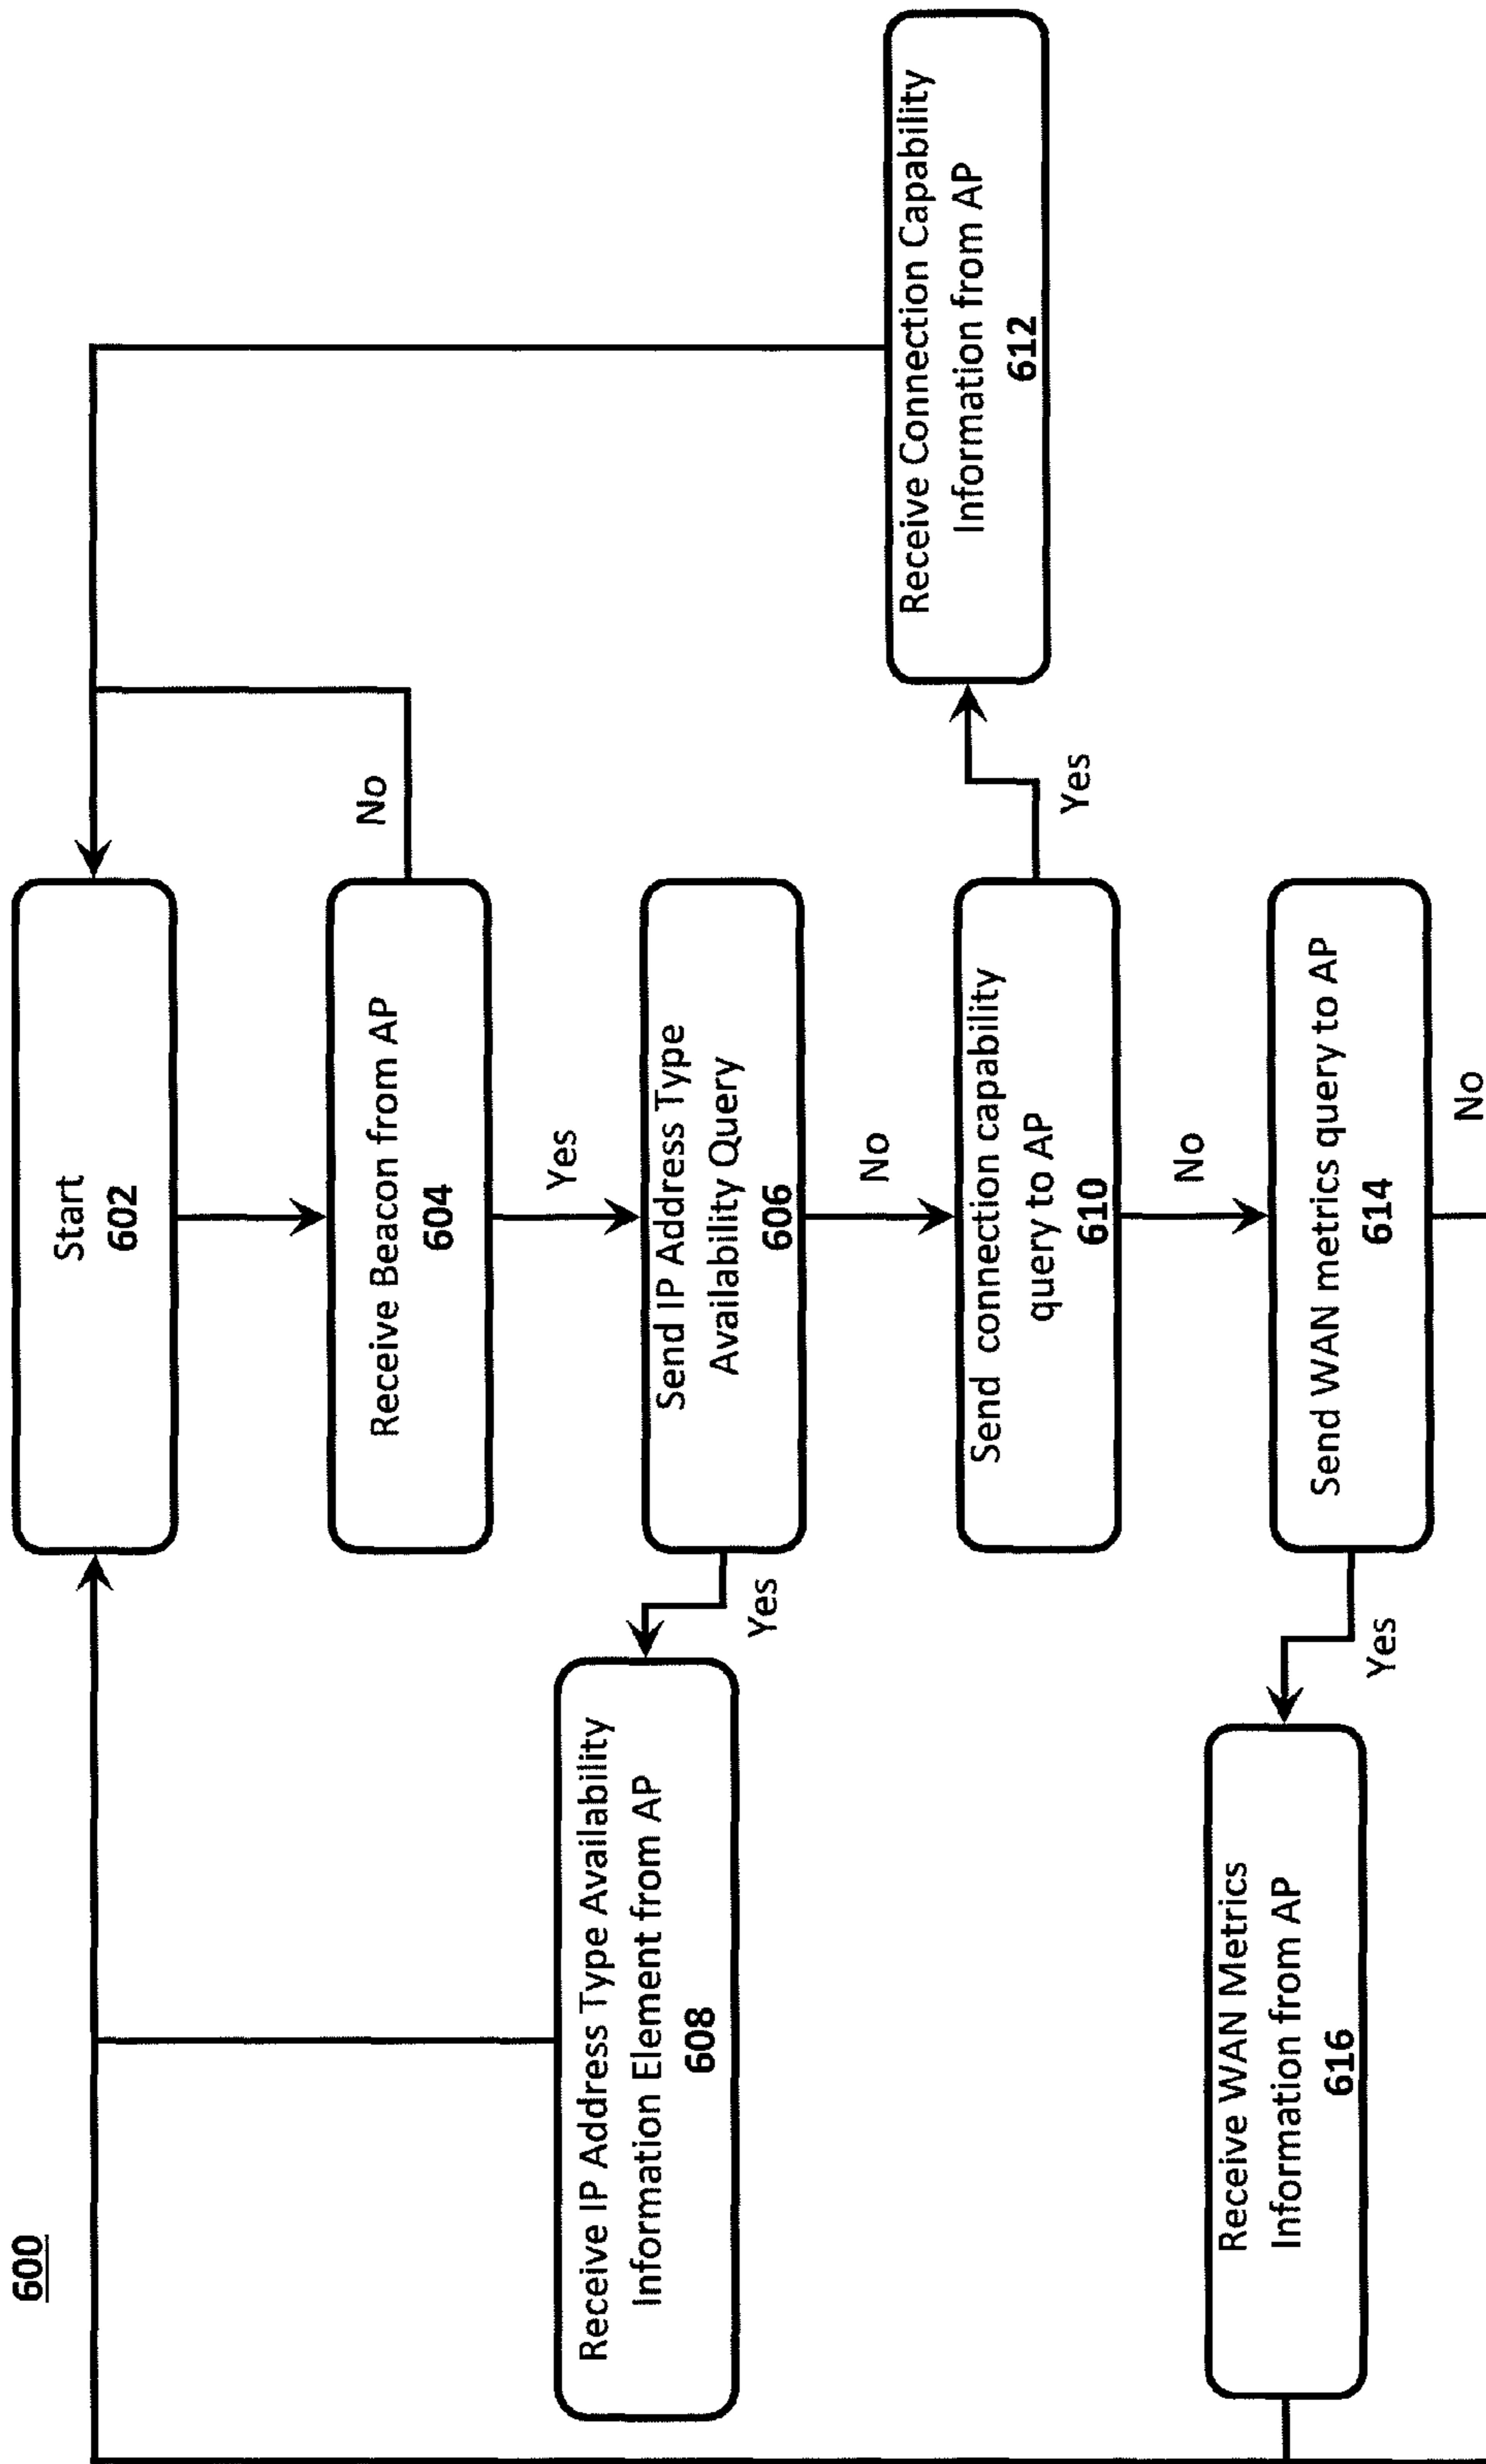 600
Start
602
Receive Beacon from AP
604
No
Yes
Send IP Address Type
Availability Query
606
Yes
Receive IP Address Type Availability
Information Element from AP
608
No
Send connection capability
query to AP
610
Yes
Receive Connection Capability
Information from AP
612
No
Send WAN metrics query to AP
614
Yes
Receive WAN Metrics
Information from AP
616
No